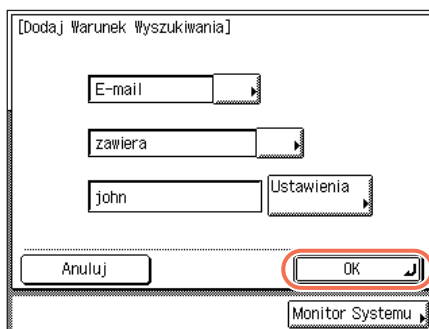 [Dodaj Warunek Wyszukiwania]
E-mail
zawiera
john
Ustawienia
Anuluj
OK
Monitor Systemu